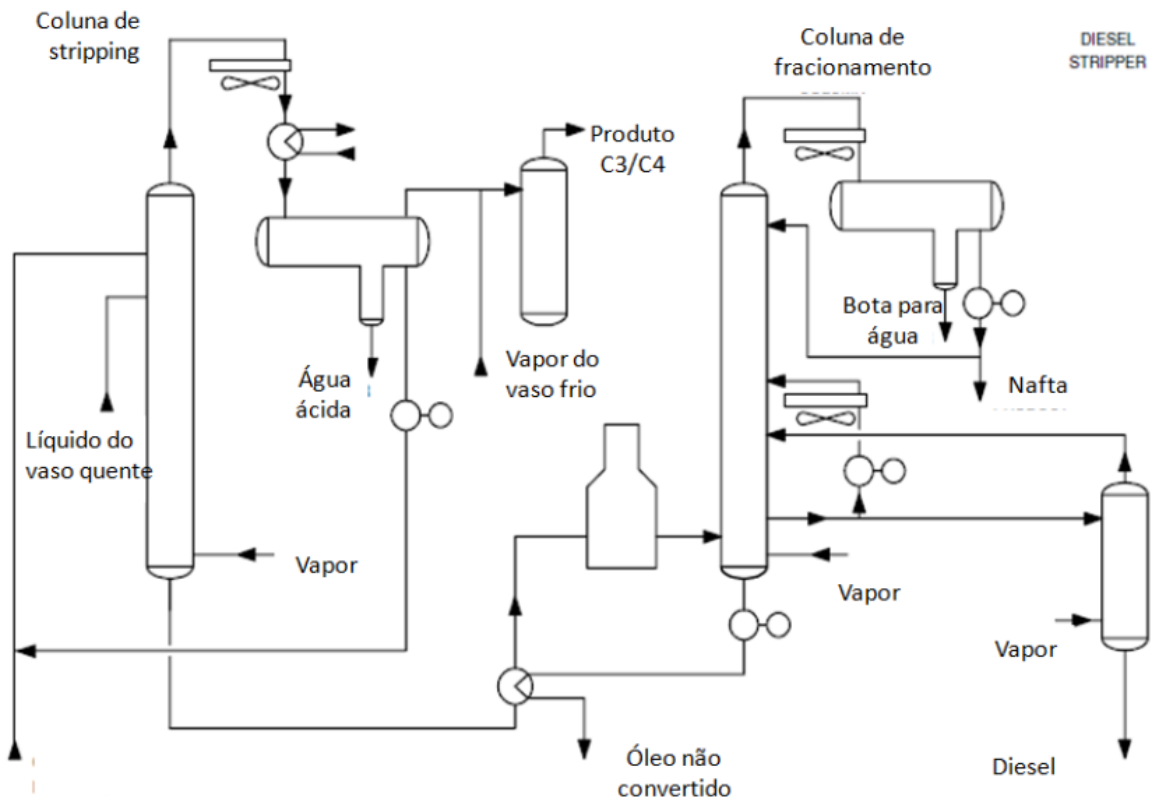 Coluna de
stripping
Coluna de
fracionamento
DIESEL
STRIPPER
Produto
C3/C4
Água
ácida
Vapor do
vaso frio
Bota para
água
Nafta
Líquido do
vaso quente
Vapor
Vapor
Vapor
Óleo não
convertido
Diesel